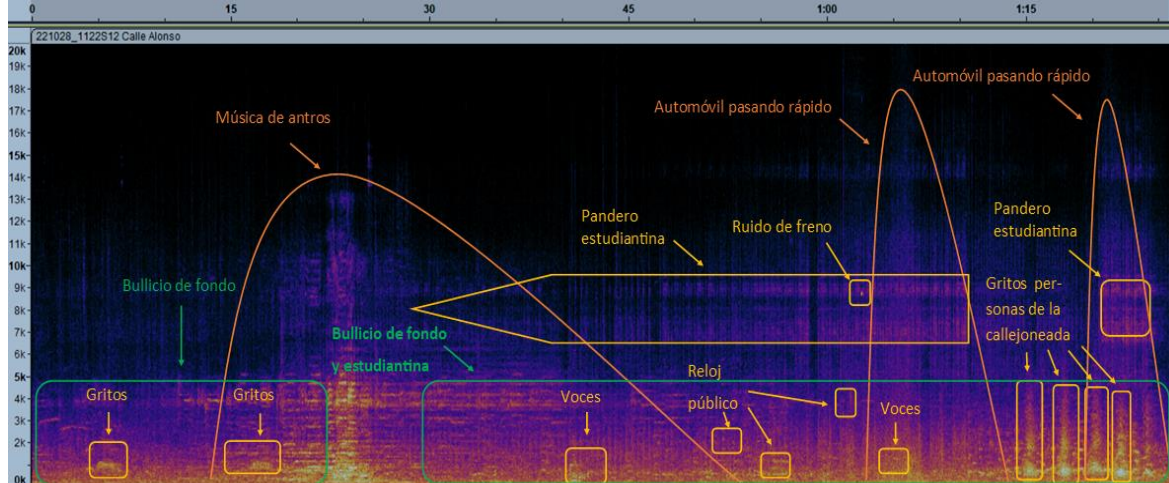 0 15 30 45 1:00 1:15
221028_1122S12 Calle Alonso
20k
19k
18k
17k
16k
15k
14k
13k
12k
11k
10k
9k
8k
7k
6k
5k
4k
3k
2k
0k
Música de antros
Automóvil pasando rápido
Automóvil pasando rápido
Pandero
estudiantina
Ruido de freno
Pandero
estudiantina
Bullicio de fondo
Bullicio de fondo
y estudiantina
Gritos per-
sonas de la
callejoneada
Gritos
Gritos
Voces
Reloj
público
Voces